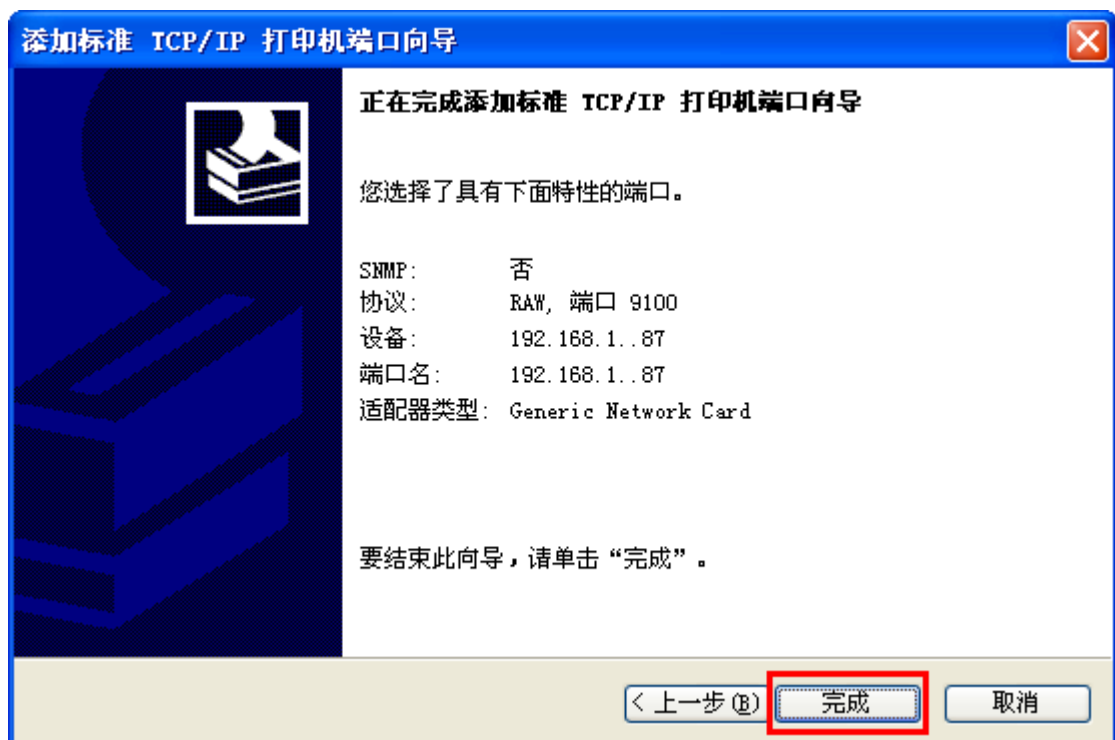 添加标准 TCP/IP 打印机端口向导
正在完成添加标准 TCP/IP 打印机端口向导
您选择了具有下面特性的端口。
SNMP: 否
协议: RAW, 端口 9100
设备: 192.168.1..87
端口名: 192.168.1..87
适配器类型: Generic Network Card
要结束此向导，请单击“完成”。
< 上一步(B) 完成 取消